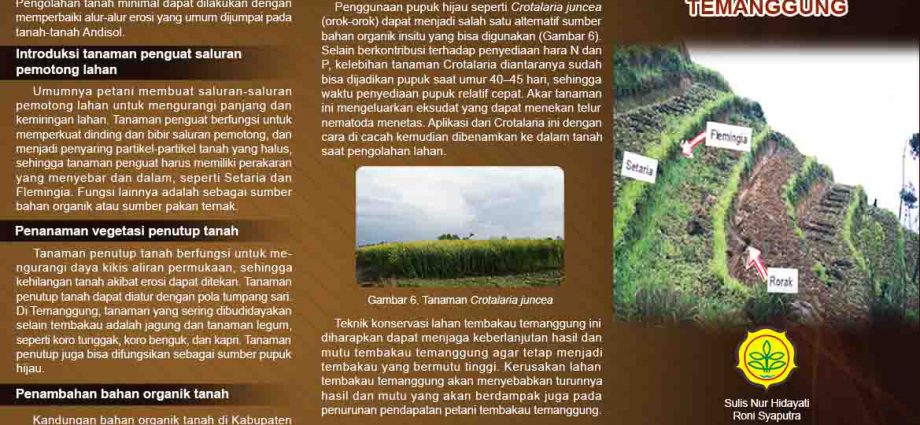 Pengolahan tanah minimal dapat dilakukan dengan
memperbaiki alur-alur erosi yang umum dijumpai pada
tanah-tanah Andisol.
Introduksi tanaman penguat saluran
pemotong lahan
Umumnya petani membuat saluran-saluran
pemotong lahan untuk mengurangi panjang dan
kemiringan lahan. Tanaman penguat berfungsi untuk
memperkuat dinding dan bibir saluran pemotong, dan
menjadi penyaring partikel-partikel tanah yang halus,
sehingga tanaman penguat harus memiliki perakaran
yang menyebar dan dalam, seperti Setaria dan
Flemingia. Fungsi lainnya adalah sebagai sumber
bahan organik atau sumber pakan ternak.
Penanaman vegetasi penutup tanah
Tanaman penutup tanah berfungsi untuk me-
ngurangi daya kikis aliran permukaan, sehingga
kehilangan tanah akibat erosi dapat ditekan. Tanaman
penutup tanah dapat diatur dengan pola tumpang sari.
Di Temanggung, tanaman yang sering dibudidayakan
selain tembakau adalah jagung dan tanaman legum,
seperti koro tunggak, koro benguk, dan kapri. Tanaman
penutup juga bisa difungsikan sebagai sumber pupuk
hijau.
Penambahan bahan organik tanah
Kandungan bahan organik tanah di Kabupaten
Penggunaan pupuk hijau seperti Crotalaria juncea
(orok-orok) dapat menjadi salah satu alternatif sumber
bahan organik insitu yang bisa digunakan (Gambar 6).
Selain berkontribusi terhadap penyediaan hara N dan
P, kelebihan tanaman Crotalaria diantaranya sudah
bisa dijadikan pupuk saat umur 40–45 hari, sehingga
waktu penyediaan pupuk relatif cepat. Akar tanaman
ini mengeluarkan eksudat yang dapat menekan telur
nematoda menetas. Aplikasi dari Crotalaria ini dengan
cara di cacah kemudian dibenamkan ke dalam tanah
saat pengolahan lahan.
Gambar 6. Tanaman Crotalaria juncea
Teknik konservasi lahan tembakau temanggung ini
diharapkan dapat menjaga keberlanjutan hasil dan
mutu tembakau temanggung agar tetap menjadi
tembakau yang bermutu tinggi. Kerusakan lahan
tembakau temanggung akan menyebabkan turunnya
hasil dan mutu yang akan berdampak juga pada
penurunan pendapatan petani tembakau temanggung.
TEMANGGUNG
Flemingia
Setaria
Rorak
Sulis Nur Hidayati
Roni Syaputra